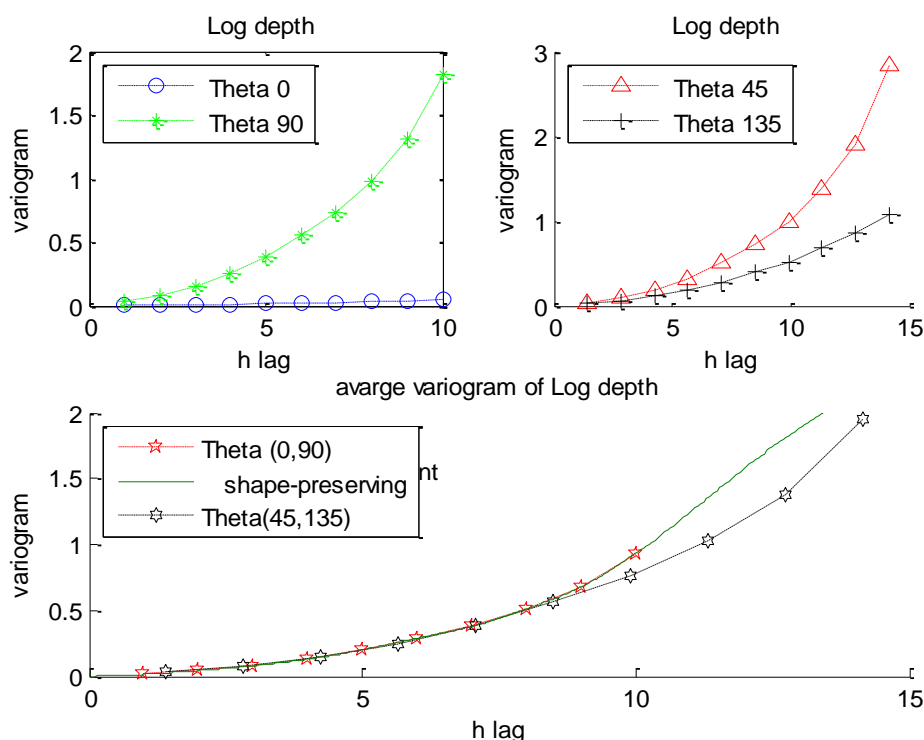 Log depth
2
1.5
1
0.5
0
0
5
10
variogram
h lag
Theta 0
Theta 90
Log depth
3
2
1
0
0
5
10
15
variogram
h lag
Theta 45
Theta 135
avarge variogram of Log depth
2
1.5
1
0.5
0
0
5
10
15
variogram
h lag
Theta (0,90)
shape-preserving
Theta(45,135)